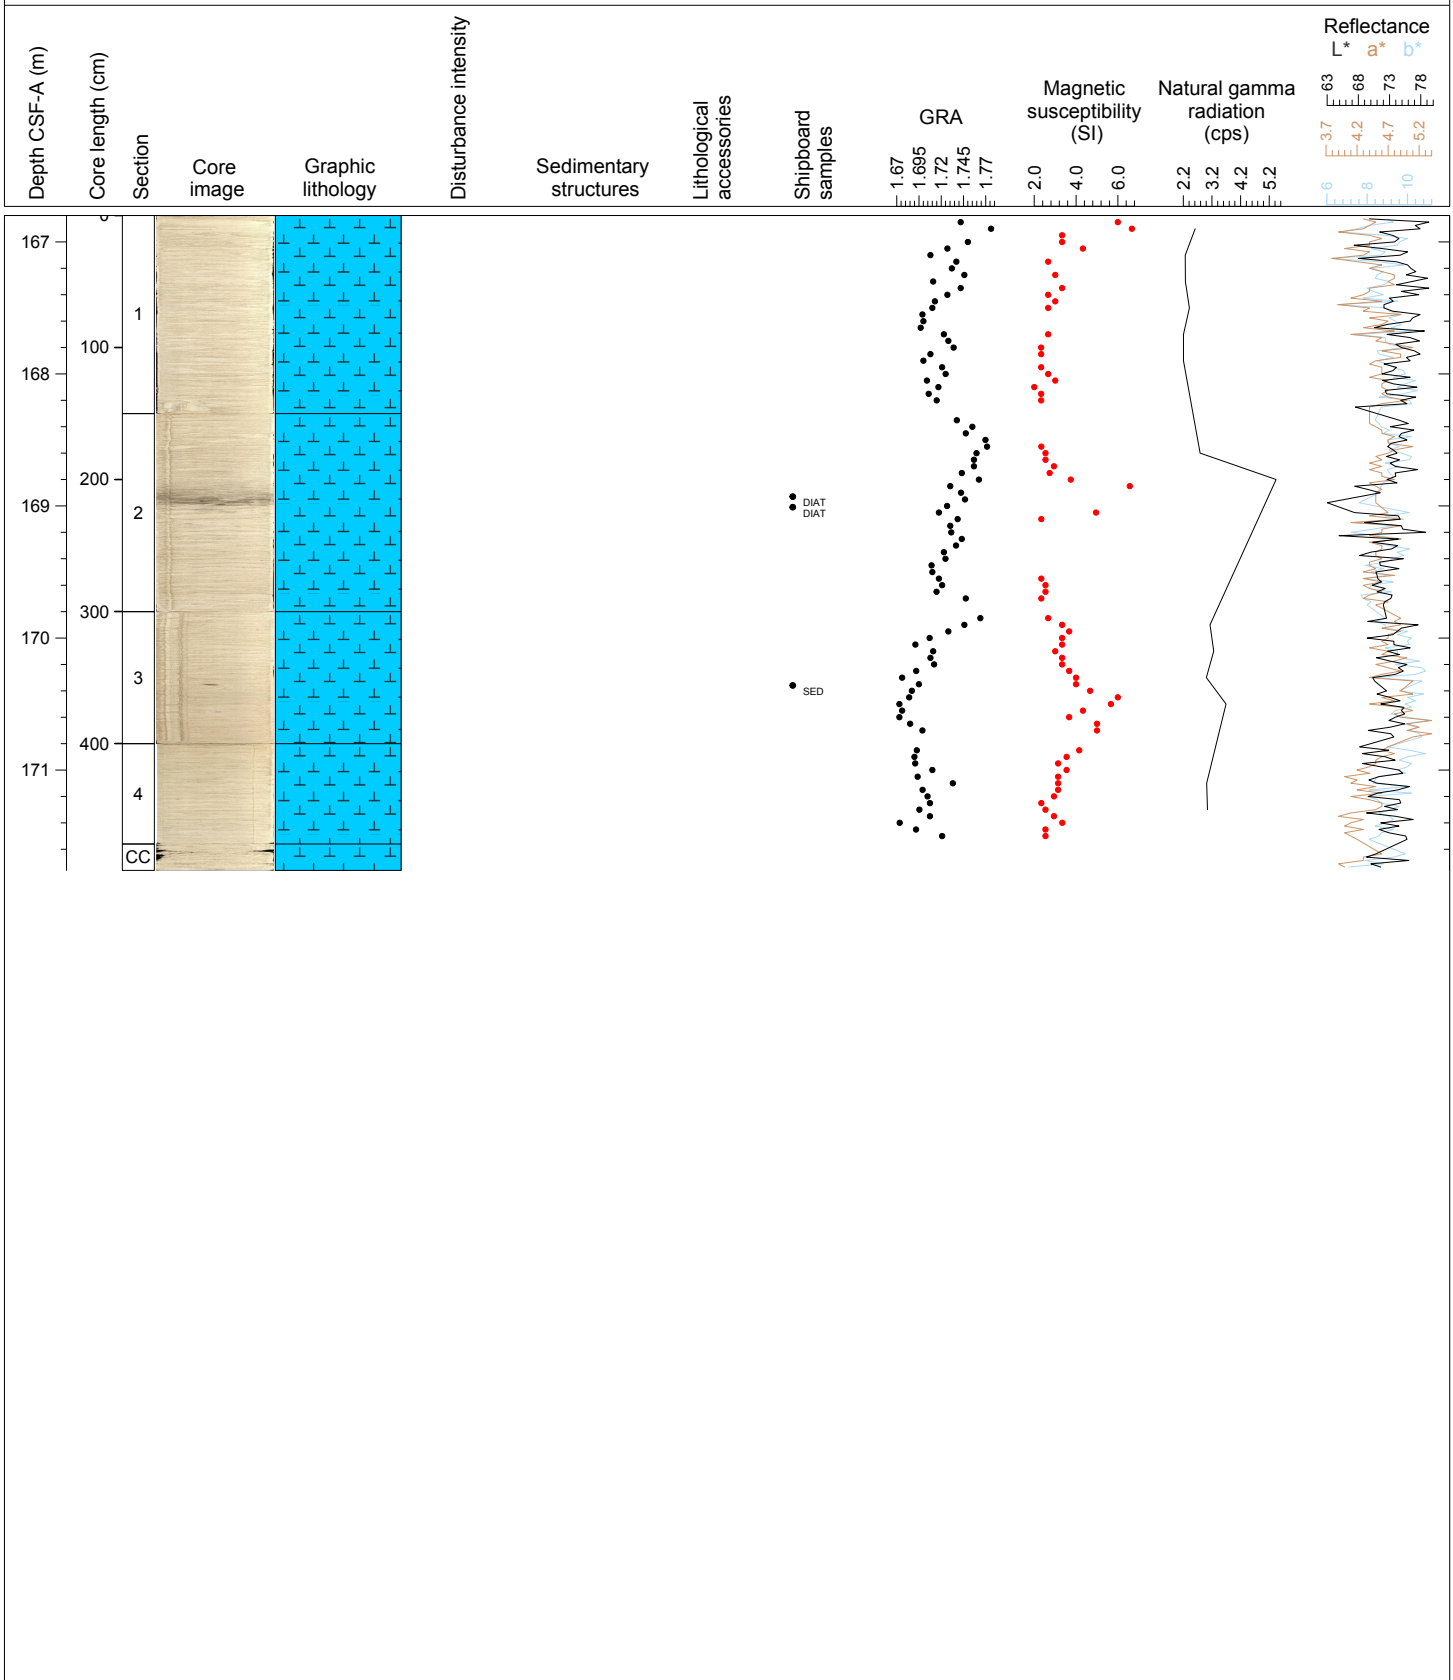 Depth CSF-A (m)
Core length (cm)
Section
Core
image
Graphic
lithology
Disturbance intensity
Sedimentary
structures
Lithological
accessories
Shipboard
samples
GRA
1.67
1.695
1.72
1.745
1.77
Magnetic
susceptibility
(SI)
2.0
4.0
6.0
Natural gamma
radiation
(cps)
2.2
3.2
4.2
5.2
Reflectance
L* a* b*
63
68
73
78
3.7
4.2
4.7
5.2
6
8
10
0
167
1
100
168
200
169
2
DIAT
DIAT
300
170
3
SED
400
171
4
CC